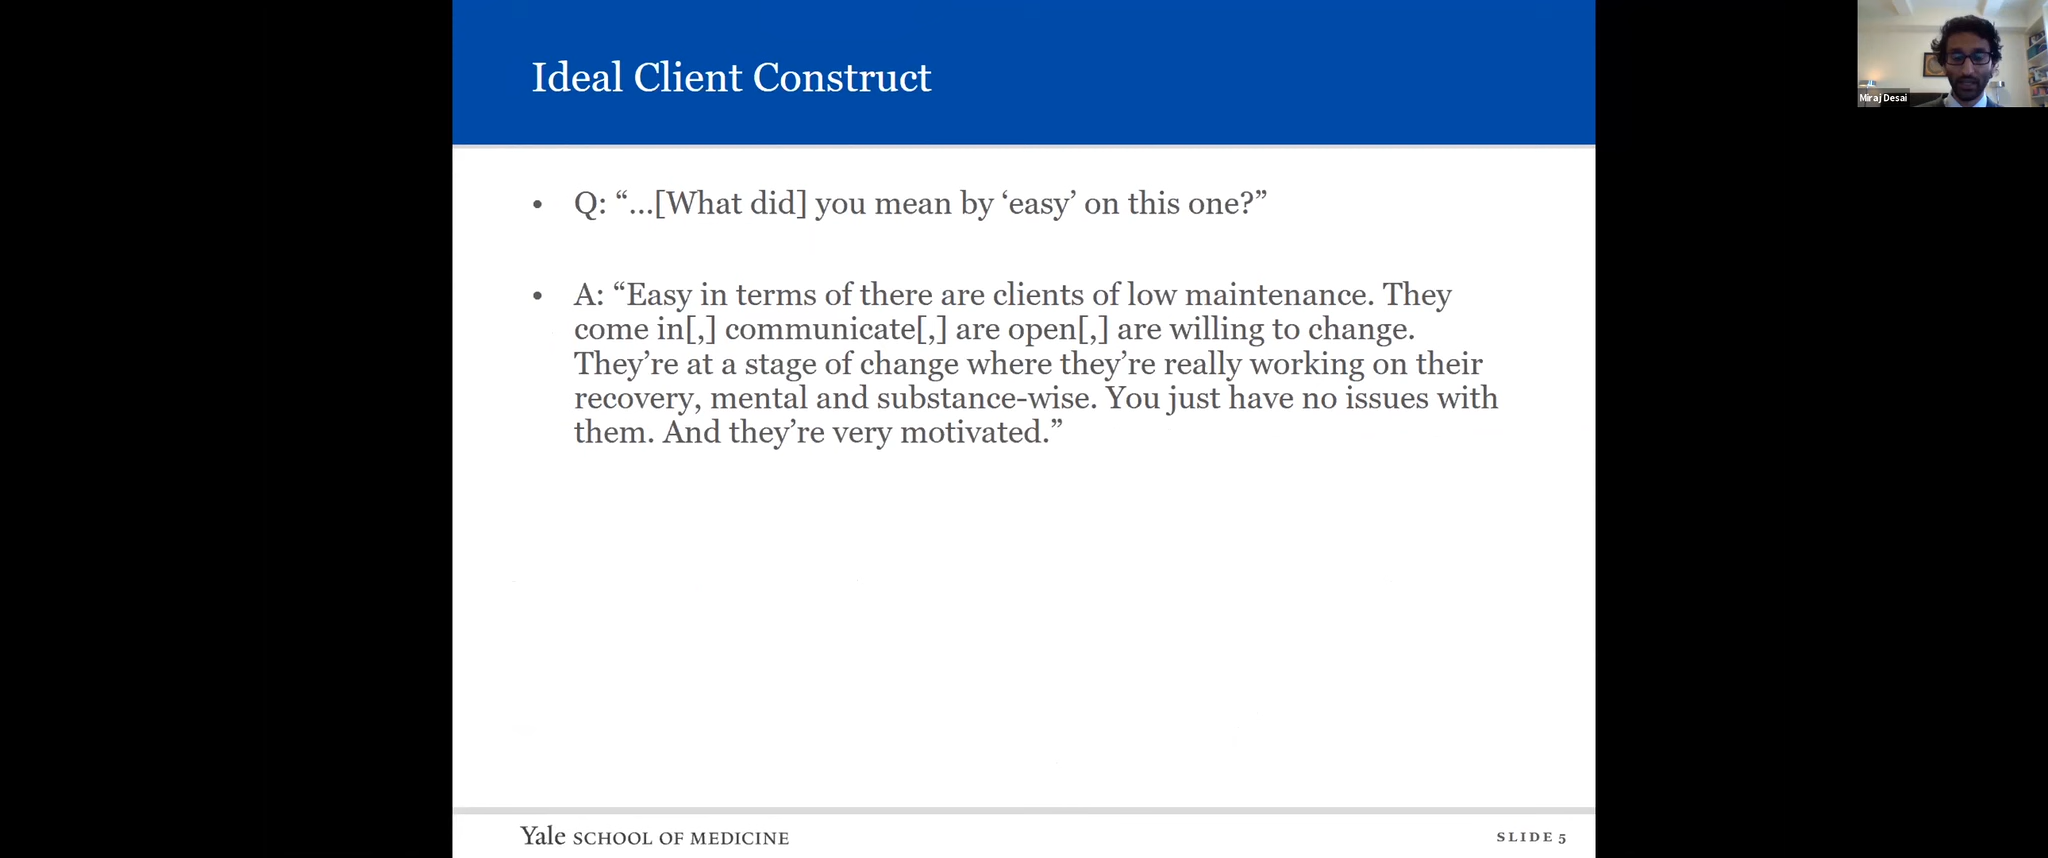 Ideal Client Construct
Miraj Desai
• Q: “...[What did] you mean by ‘easy’ on this one?”
• A: “Easy in terms of there are clients of low maintenance. They
come in[,] communicate[,] are open[,] are willing to change.
They’re at a stage of change where they’re really working on their
recovery, mental and substance-wise. You just have no issues with
them. And they’re very motivated.”
Yale SCHOOL OF MEDICINE
SLIDE 5